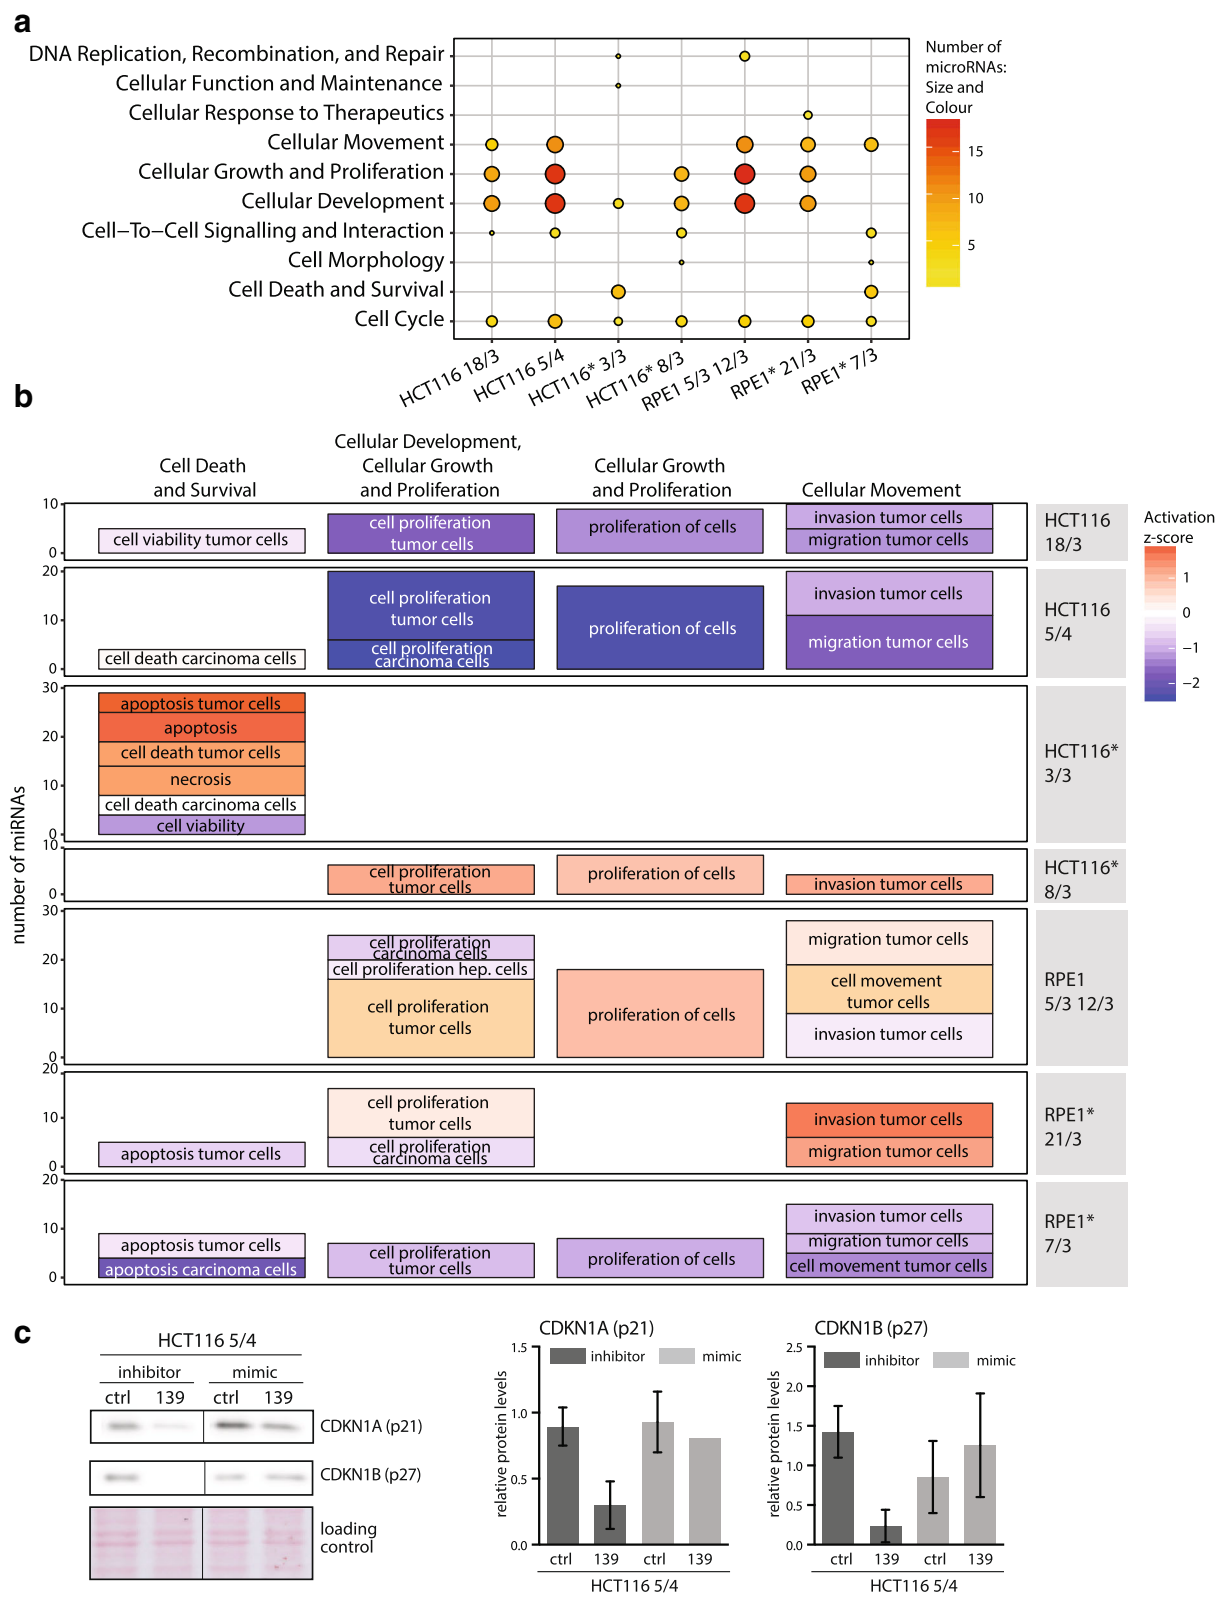 a
DNA Replication, Recombination, and Repair
Cellular Function and Maintenance
Cellular Response to Therapeutics
Cellular Movement
Cellular Growth and Proliferation
Cellular Development
Cell−To−Cell Signalling and Interaction
Cell Morphology
Cell Death and Survival
Cell Cycle
HCT116 18/3
HCT116 5/4
HCT116* 3/3
HCT116* 8/3
RPE1 5/3 12/3
RPE1* 21/3
RPE1* 7/3
Number of
microRNAs:
Size and
Colour
15
10
5
b
Cell Death
and Survival
Cellular Development,
Cellular Growth
and Proliferation
Cellular Growth
and Proliferation
Cellular Movement
number of miRNAs
10
0
cell viability tumor cells
cell proliferation
tumor cells
proliferation of cells
invasion tumor cells
migration tumor cells
HCT116
18/3
20
10
0
cell death carcinoma cells
cell proliferation
tumor cells
cell proliferation
carcinoma cells
proliferation of cells
invasion tumor cells
migration tumor cells
HCT116
5/4
30
20
10
0
apoptosis tumor cells
apoptosis
cell death tumor cells
necrosis
cell death carcinoma cells
cell viability
HCT116*
3/3
10
0
cell proliferation
tumor cells
proliferation of cells
invasion tumor cells
HCT116*
8/3
30
20
10
0
cell proliferation
carcinoma cells
cell proliferation hep. cells
cell proliferation
tumor cells
proliferation of cells
migration tumor cells
cell movement
tumor cells
invasion tumor cells
RPE1
5/3 12/3
20
10
0
apoptosis tumor cells
cell proliferation
tumor cells
cell proliferation
carcinoma cells
invasion tumor cells
migration tumor cells
RPE1*
21/3
20
10
0
apoptosis tumor cells
apoptosis carcinoma cells
cell proliferation
tumor cells
proliferation of cells
invasion tumor cells
migration tumor cells
cell movement tumor cells
RPE1*
7/3
Activation
z-score
1
0
−1
−2
c
HCT116 5/4
inhibitor mimic
ctrl 139 ctrl 139
CDKN1A (p21)
CDKN1B (p27)
loading
control
CDKN1A (p21)
inhibitor mimic
relative protein levels
1.5
1.0
0.5
0.0
ctrl 139 ctrl 139
HCT116 5/4
CDKN1B (p27)
inhibitor mimic
relative protein levels
2.5
2.0
1.5
1.0
0.5
0.0
ctrl 139 ctrl 139
HCT116 5/4